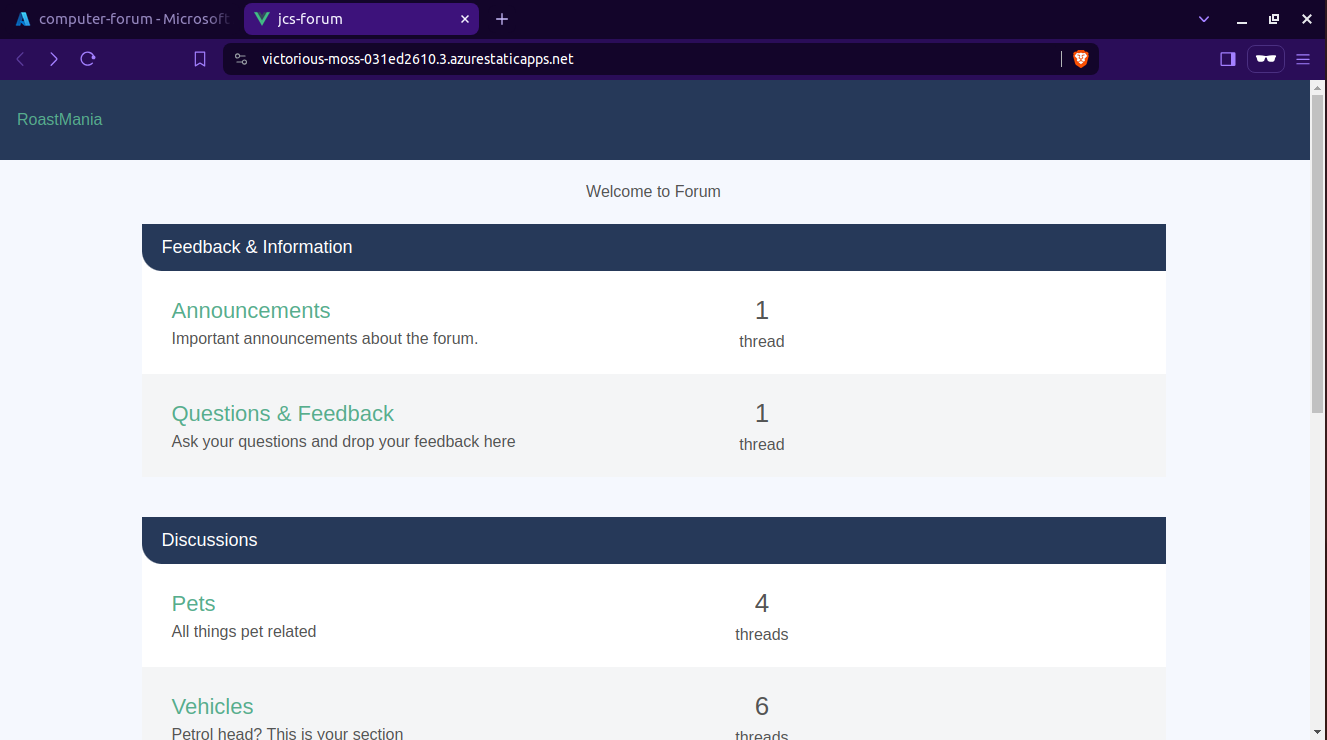 computer-forum - Microsoft
jcs-forum
victorious-moss-031ed2610.3.azurestaticapps.net
RoastMania
Welcome to Forum
Feedback & Information
Announcements
1
Important announcements about the forum.
thread
Questions & Feedback
1
Ask your questions and drop your feedback here
thread
Discussions
Pets
4
All things pet related
threads
Vehicles
6
Petrol head? This is your section
threads